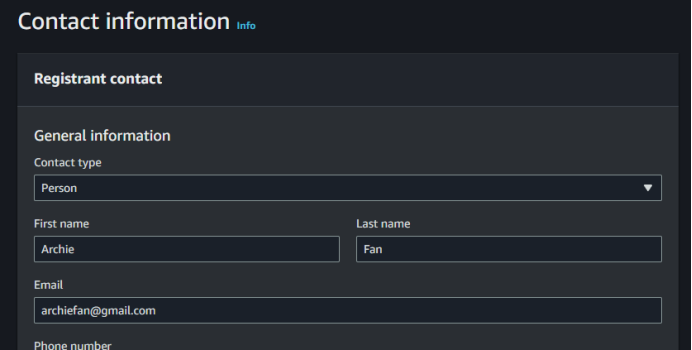 Contact information Info
Registrant contact
General information
Contact type
Person
First name Last name
Archie Fan
Email
archiefan@gmail.com
Phone number